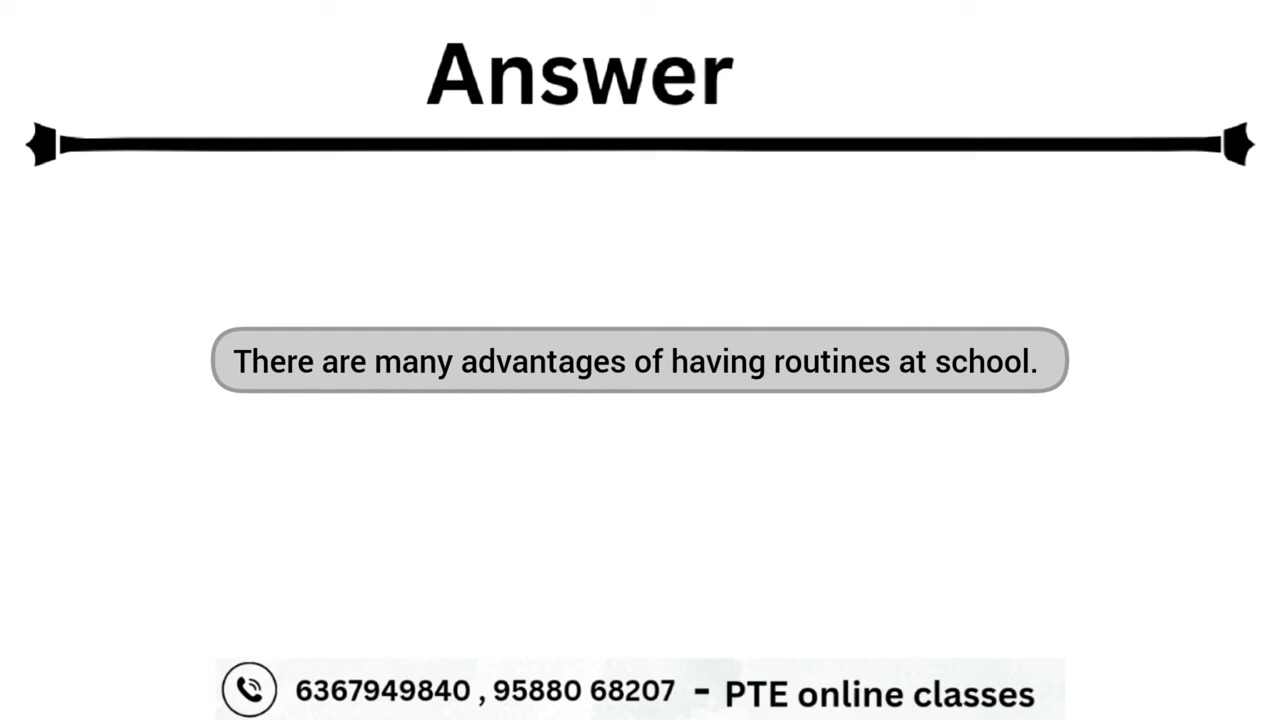 Answer
There are many advantages of having routines at school.
6367949840 , 95880 68207 - PTE online classes